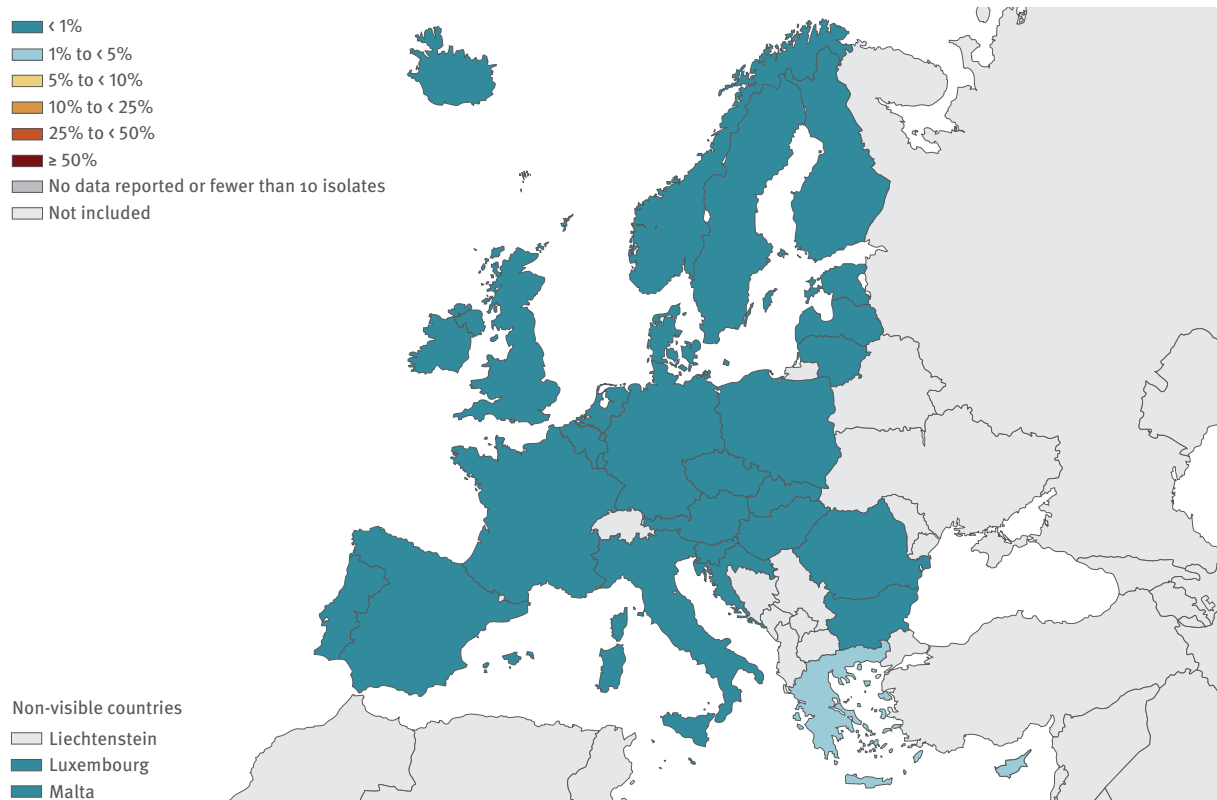 < 1%
1% to < 5%
5% to < 10%
10% to < 25%
25% to < 50%
≥ 50%
No data reported or fewer than 10 isolates
Not included
Non-visible countries
Liechtenstein
Luxembourg
Malta